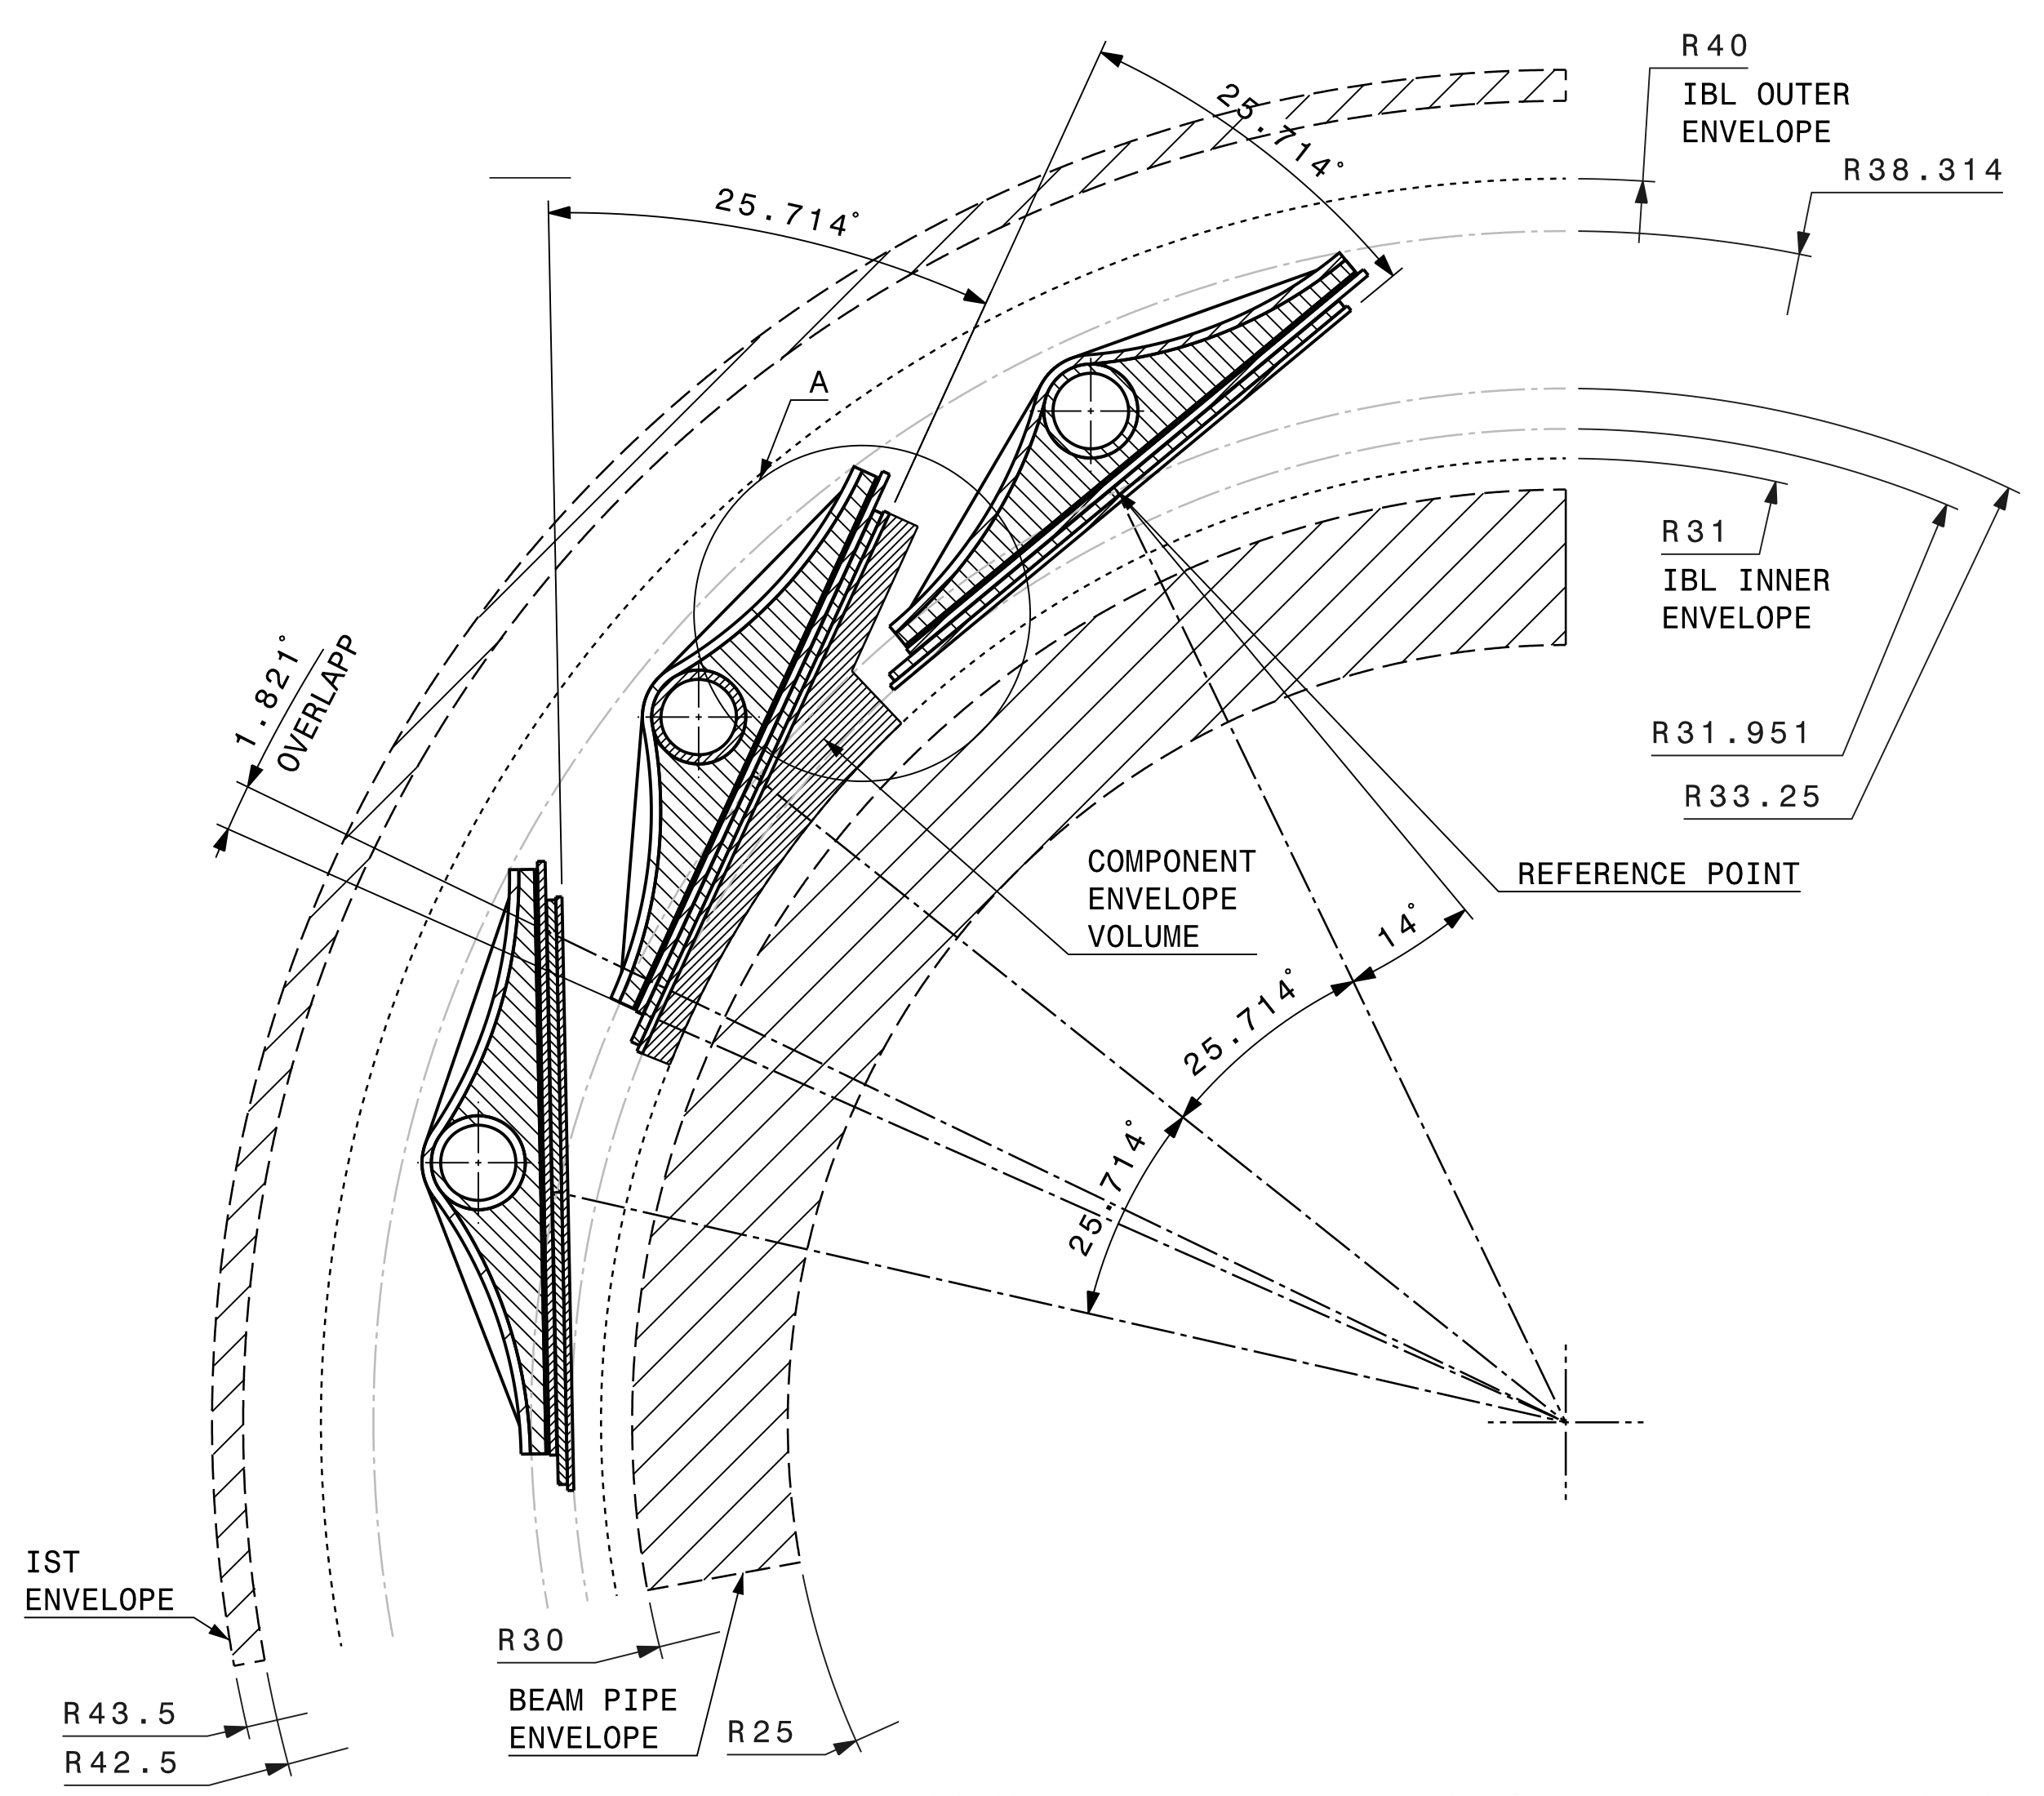 R40
IBL OUTER
ENVELOPE
R38.314
25.714°
25.714°
A
R31
IBL INNER
ENVELOPE
R31.951
R33.25
1.821°
OVERLAPP
COMPONENT
ENVELOPE
VOLUME
REFERENCE POINT
14°
25.714°
25.714°
IST
ENVELOPE
R30
BEAM PIPE
ENVELOPE
R25
R43.5
R42.5